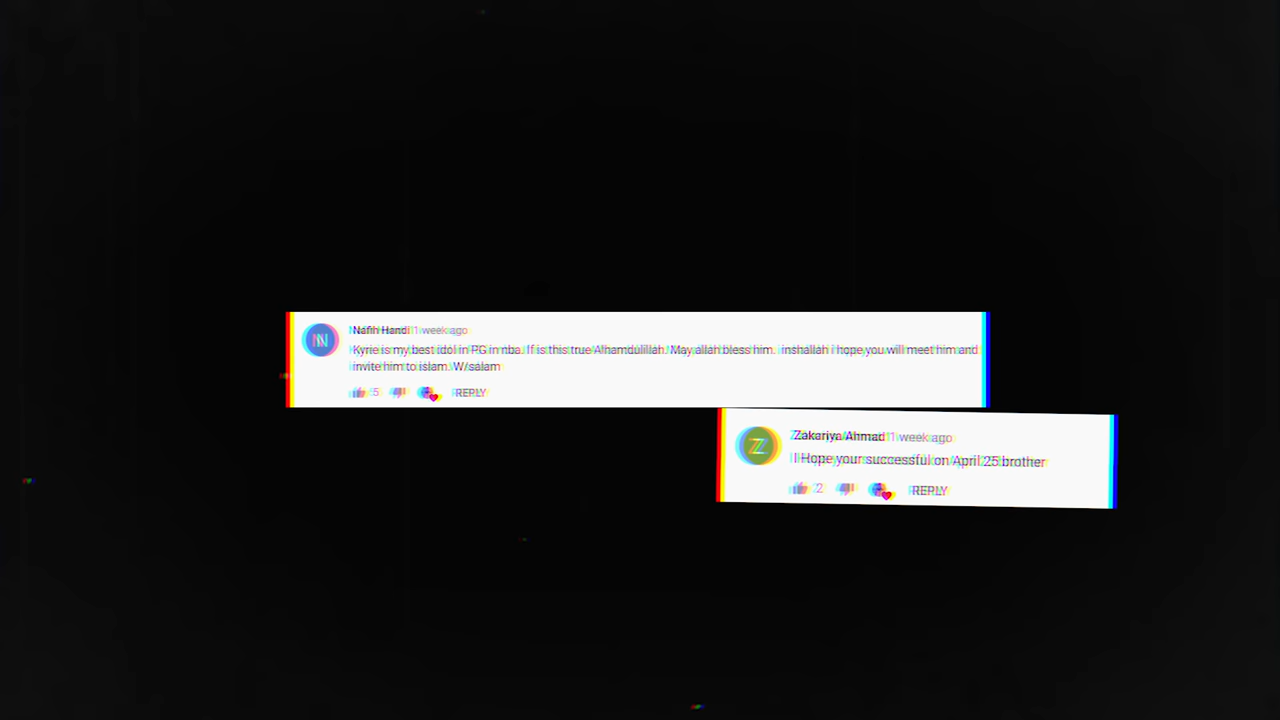 N
Nafih Handi 1 week ago
Kyrie is my best idol in PG in nba. If is this true Alhamdulillah. May allah bless him. inshallah i hope you will meet him and
invite him to islam. W/salam
5 REPLY
Z
Zakariya Ahmad 1 week ago
I Hope your successful on April 25 brother
2 REPLY